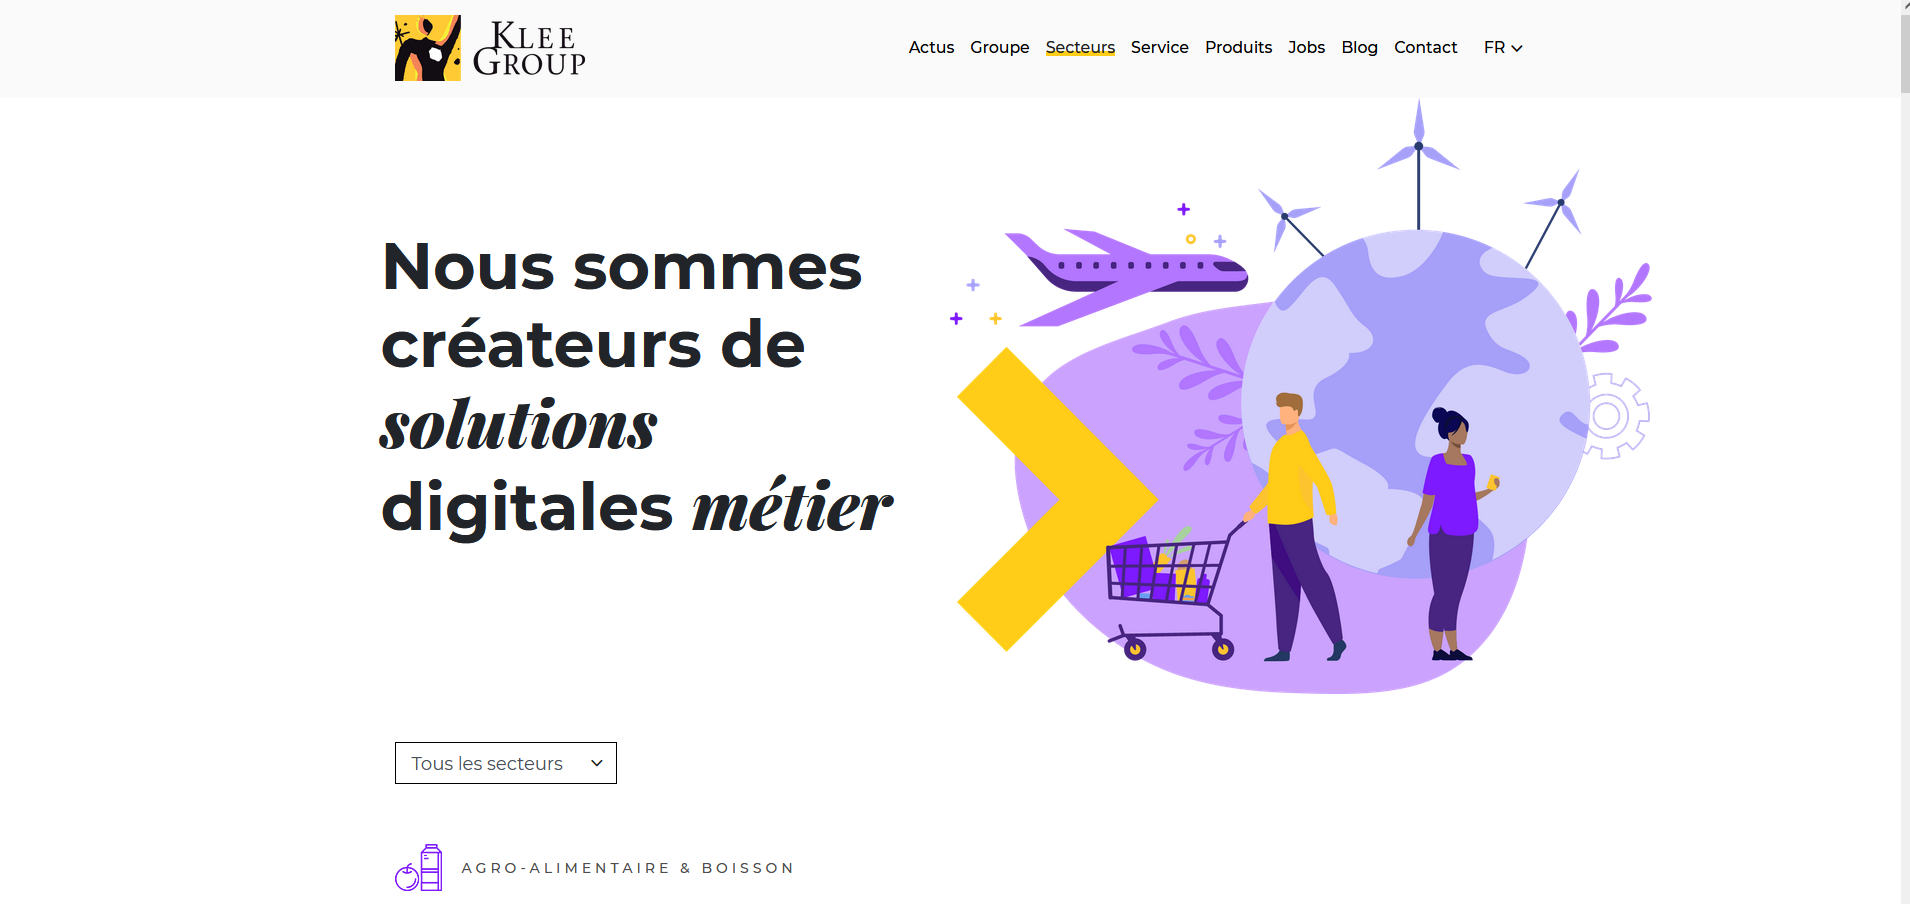 KLEE
GROUP
Actus Groupe Secteurs Service Produits Jobs Blog Contact FR
Nous sommes
créateurs de
solutions
digitales métier
Tous les secteurs
AGRO-ALIMENTAIRE & BOISSON